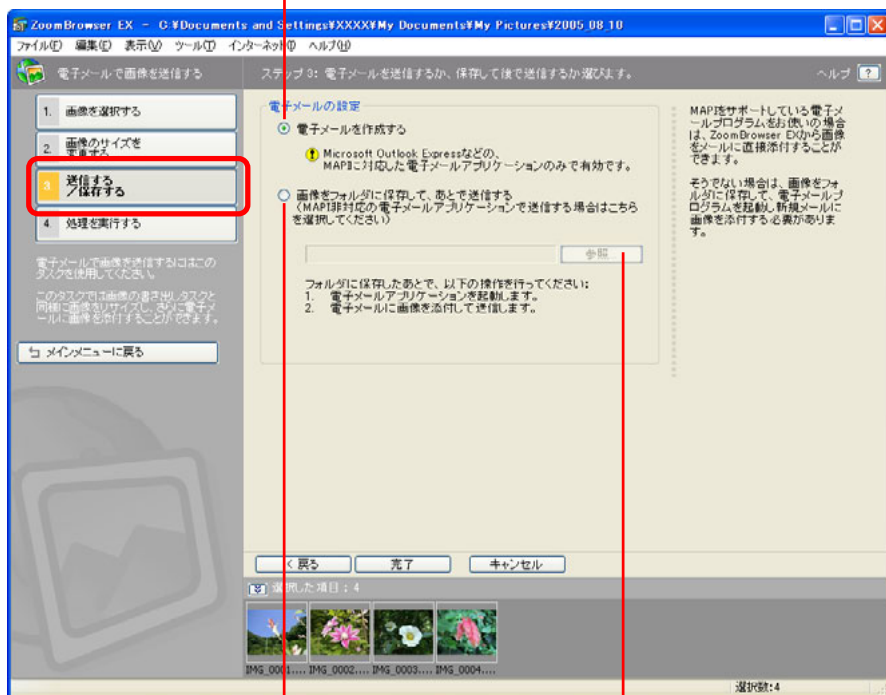 ZoomBrowser EX - C:¥Documents and Settings¥XXXX¥My Documents¥My Pictures¥2005_08_10
ファイル(F) 編集(E) 表示(V) ツール(T) インターネット(I) ヘルプ(H)
電子メールで画像を送信する
ステップ 3: 電子メールを送信するか、保存して後で送信するか選びます。
ヘルプ ?
1. 画像を選択する
2. 画像のサイズを
変更する
3. 送信する
/保存する
4. 処理を実行する
電子メールで画像を送信するにはこの
タスクを使用してください。
このタスクでは画像の書き出しタスクと
同様に画像をリサイズし、さらに電子メ
ールに画像を添付することができます。
メインメニューに戻る
電子メールの設定
電子メールを作成する
Microsoft Outlook Expressなどの、
MAPIに対応した電子メールアプリケーションのみで有効です。
画像をフォルダに保存して、あとで送信する
(MAPI非対応の電子メールアプリケーションで送信する場合はこちら
を選択してください)
参照...
フォルダに保存したあとで、以下の操作を行ってください:
1. 電子メールアプリケーションを起動します。
2. 電子メールに画像を添付して送信します。
MAPIをサポートしている電子メ
ールプログラムをお使いの場合
は、ZoomBrowser EXから画像
をメールに直接添付することが
できます。
そうでない場合は、画像をフォ
ルダに保存して、電子メールプ
ログラムを起動し新規メールに
画像を添付する必要がありま
す。
< 戻る 完了 キャンセル
選択した項目 : 4
IMG_0001.... IMG_0002.... IMG_0003.... IMG_0004....
選択数:4